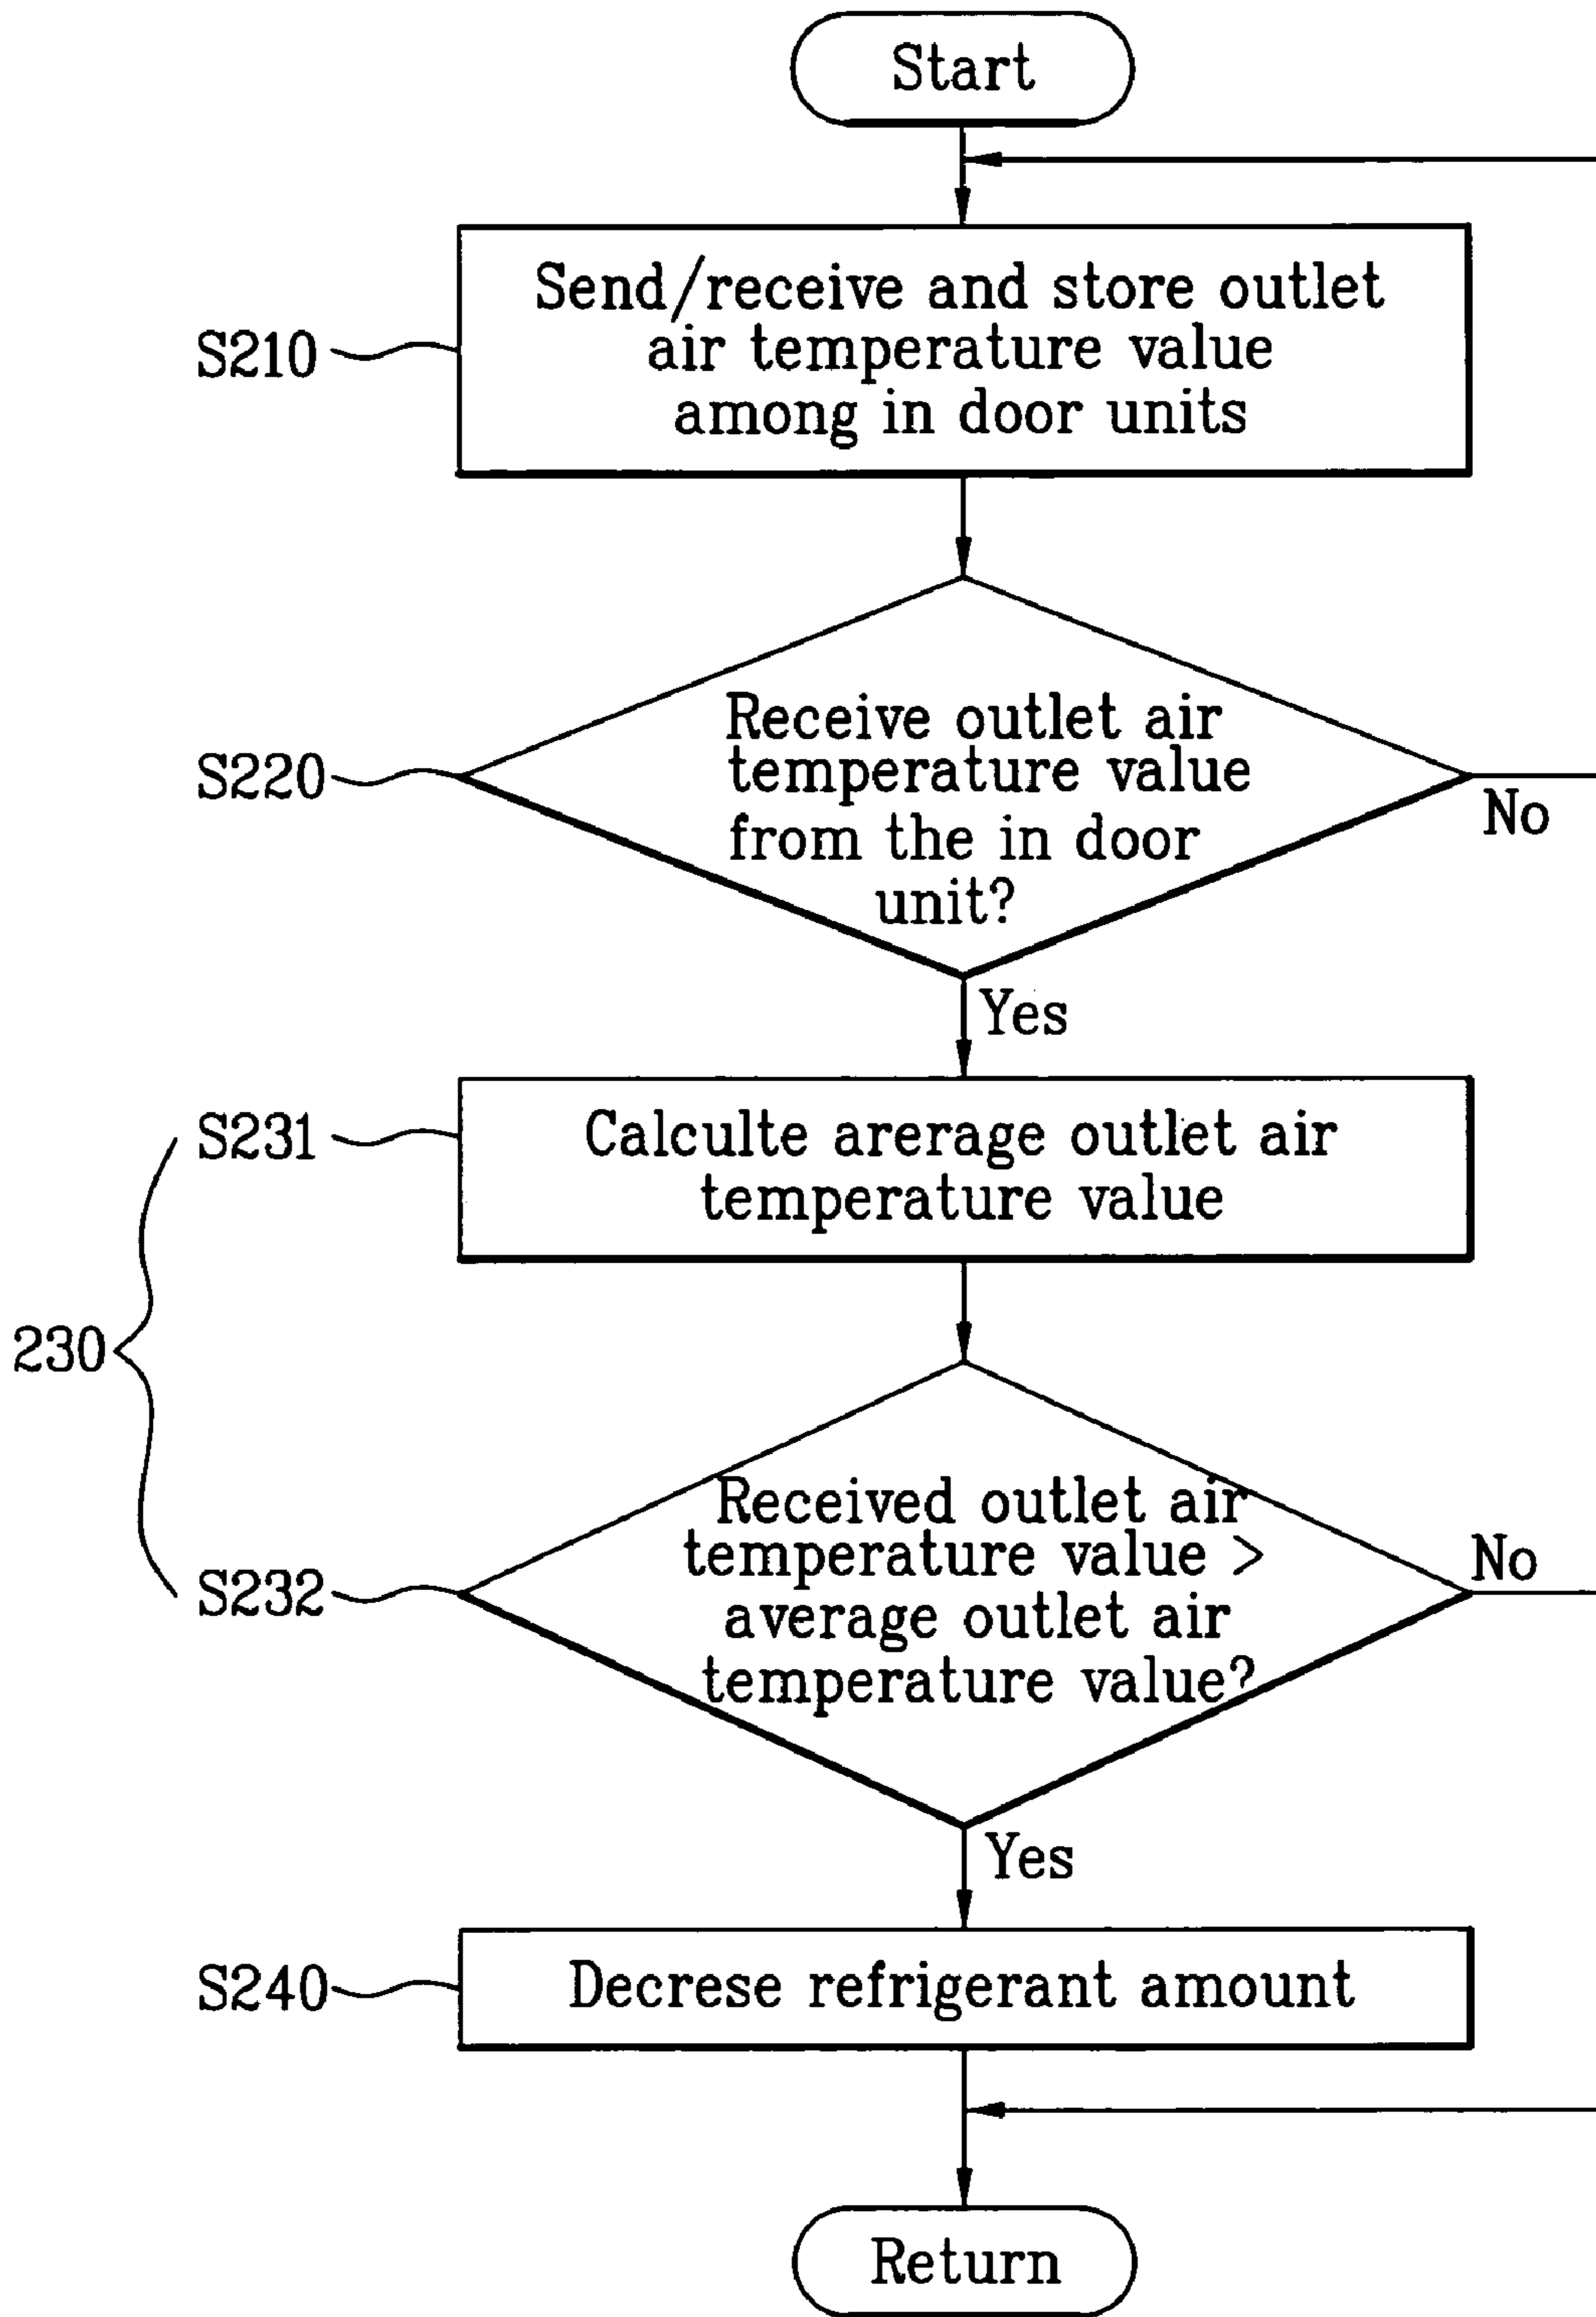 Start
Send/receive and store outlet
air temperature value
among in door units
S210
Receive outlet air
temperature value
from the in door
unit?
S220
No
Yes
S231
Calculte arerage outlet air
temperature value
230
Received outlet air
temperature value >
average outlet air
temperature value?
S232
No
Yes
S240
Decrese refrigerant amount
Return